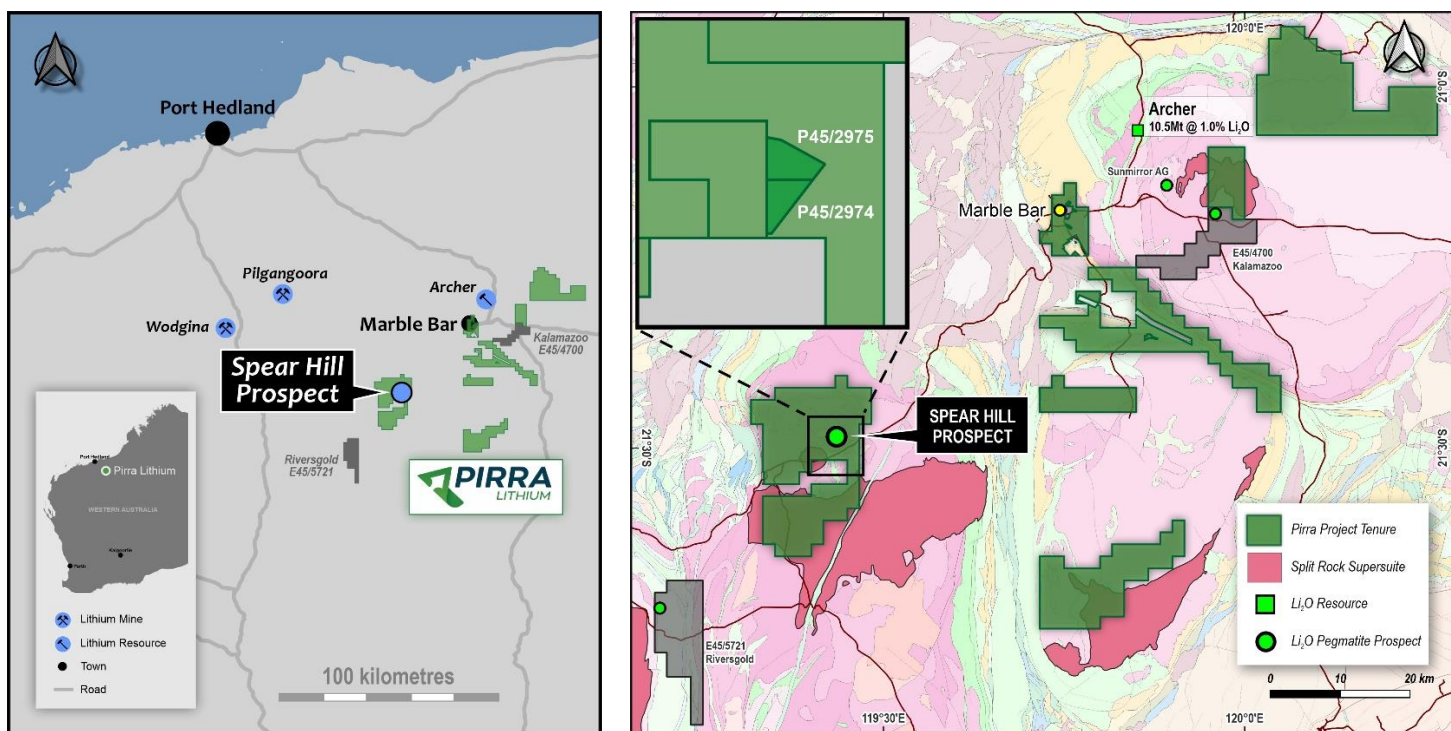 Port Hedland
Pilgangoora
Wodgina
Archer
Marble Bar
Kalamazoo
E45/4700
Spear Hill
Prospect
Riversgold
E45/5721
PIRRA
LITHIUM
Port Hedland
Pirra Lithium
WESTERN AUSTRALIA
Kalgoorlie
Perth
Lithium Mine
Lithium Resource
Town
Road
100 kilometres
120°0'E
21°0'S
P45/2975
P45/2974
Archer
10.5Mt @ 1.0% Li₂O
Sunmirror AG
Marble Bar
E45/4700
Kalamazoo
21°30'S
SPEAR HILL
PROSPECT
21°30'S
E45/5721
Riversgold
Pirra Project Tenure
Split Rock Supersuite
Li₂O Resource
Li₂O Pegmatite Prospect
0 10 20 km
119°30'E
120°0'E